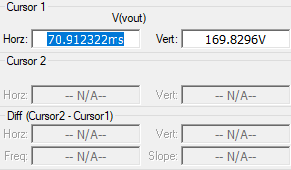 Cursor 1
V(vout)
Horz: 70.912322ms Vert: 169.8296V
Cursor 2
Horz: -- N/A-- Vert: -- N/A--
Diff (Cursor2 - Cursor1)
Horz: -- N/A-- Vert: -- N/A--
Freq: -- N/A-- Slope: -- N/A--